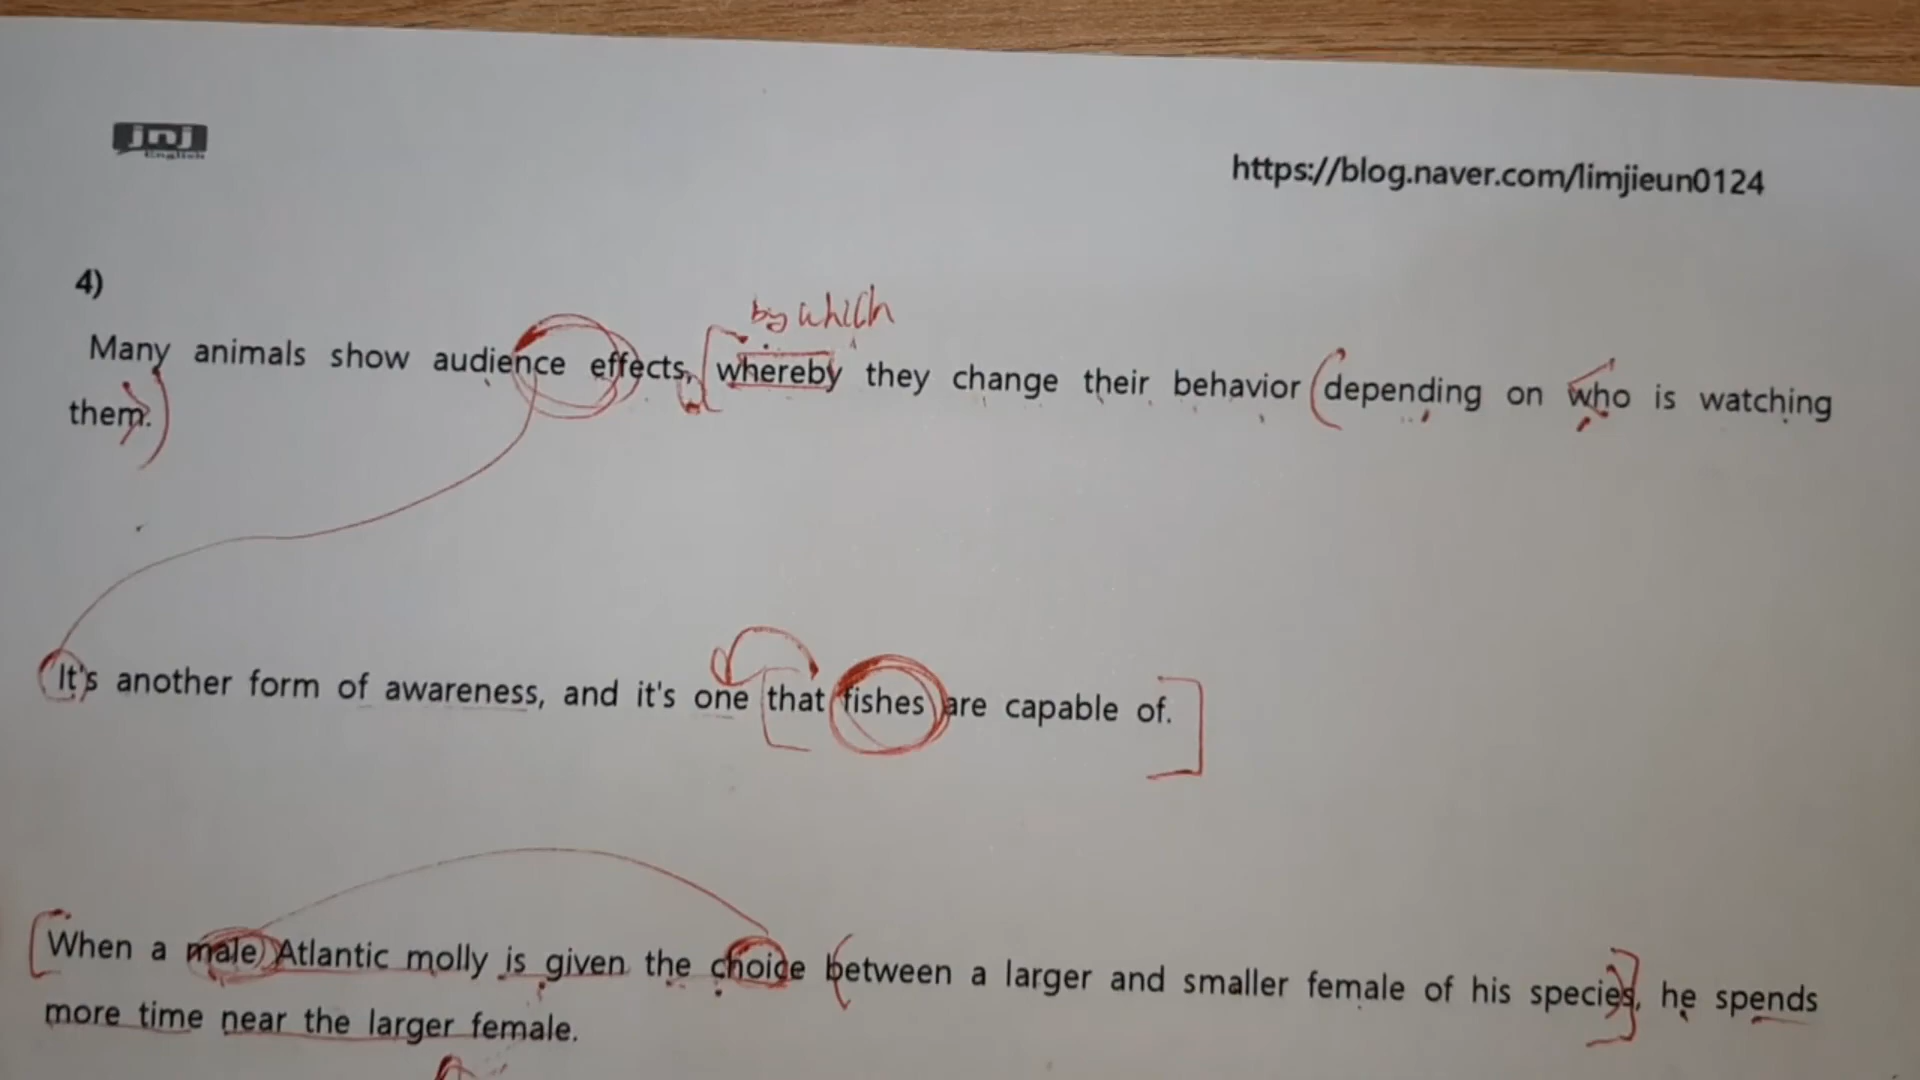 jnj
English
https://blog.naver.com/limjieun0124
4)
by which
Many animals show audience effects, whereby they change their behavior depending on who is watching
them.
It's another form of awareness, and it's one that fishes are capable of.
When a male Atlantic molly is given the choice between a larger and smaller female of his species, he spends
more time near the larger female.